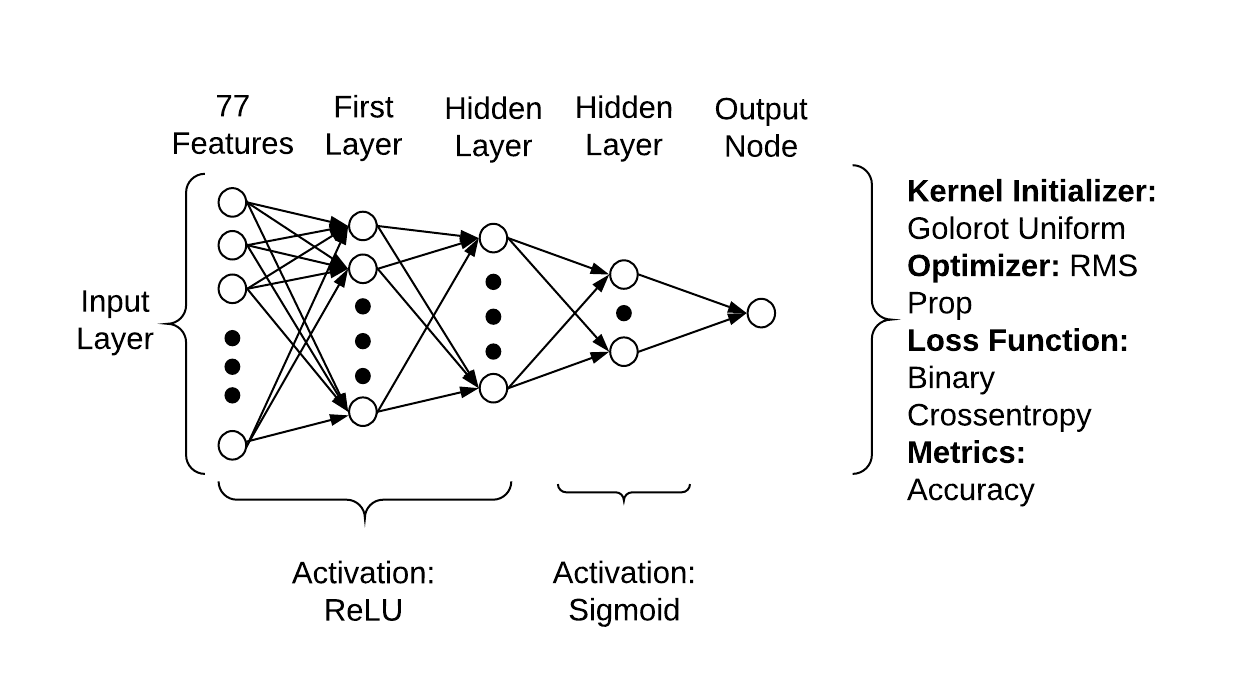 77
Features
First
Layer
Hidden
Layer
Hidden
Layer
Output
Node
Input
Layer
Kernel Initializer:
Golorot Uniform
Optimizer: RMS
Prop
Loss Function:
Binary
Crossentropy
Metrics:
Accuracy
Activation:
ReLU
Activation:
Sigmoid